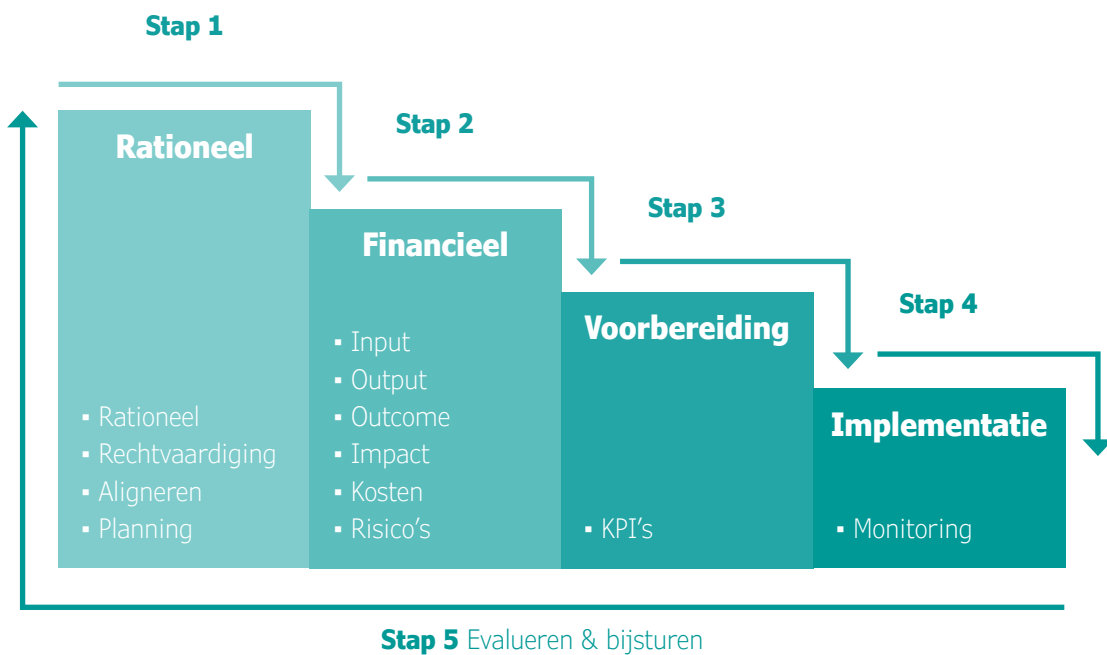 Stap 1
Rationeel
▪ Rationeel
▪ Rechtvaardiging
▪ Aligneren
▪ Planning
Stap 2
Financieel
▪ Input
▪ Output
▪ Outcome
▪ Impact
▪ Kosten
▪ Risico's
Stap 3
Voorbereiding
▪ KPI's
Stap 4
Implementatie
▪ Monitoring
Stap 5 Evalueren & bijsturen